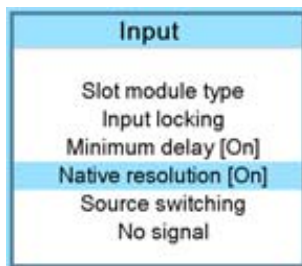 Input
Slot module type
Input locking
Minimum delay [On]
Native resolution [On]
Source switching
No signal